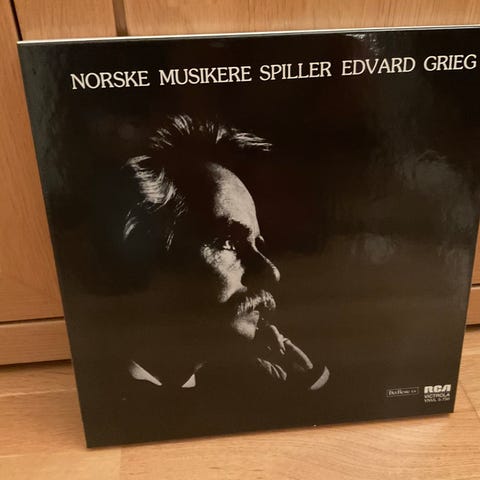 NORSKE MUSIKERE SPILLER EDVARD GRIEG
RCA
VICTROLA